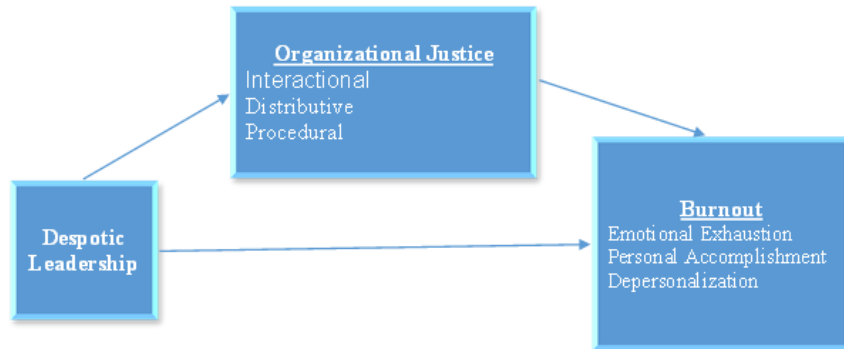 Organizational Justice
Interactional
Distributive
Procedural
Despotic
Leadership
Burnout
Emotional Exhaustion
Personal Accomplishment
Depersonalization